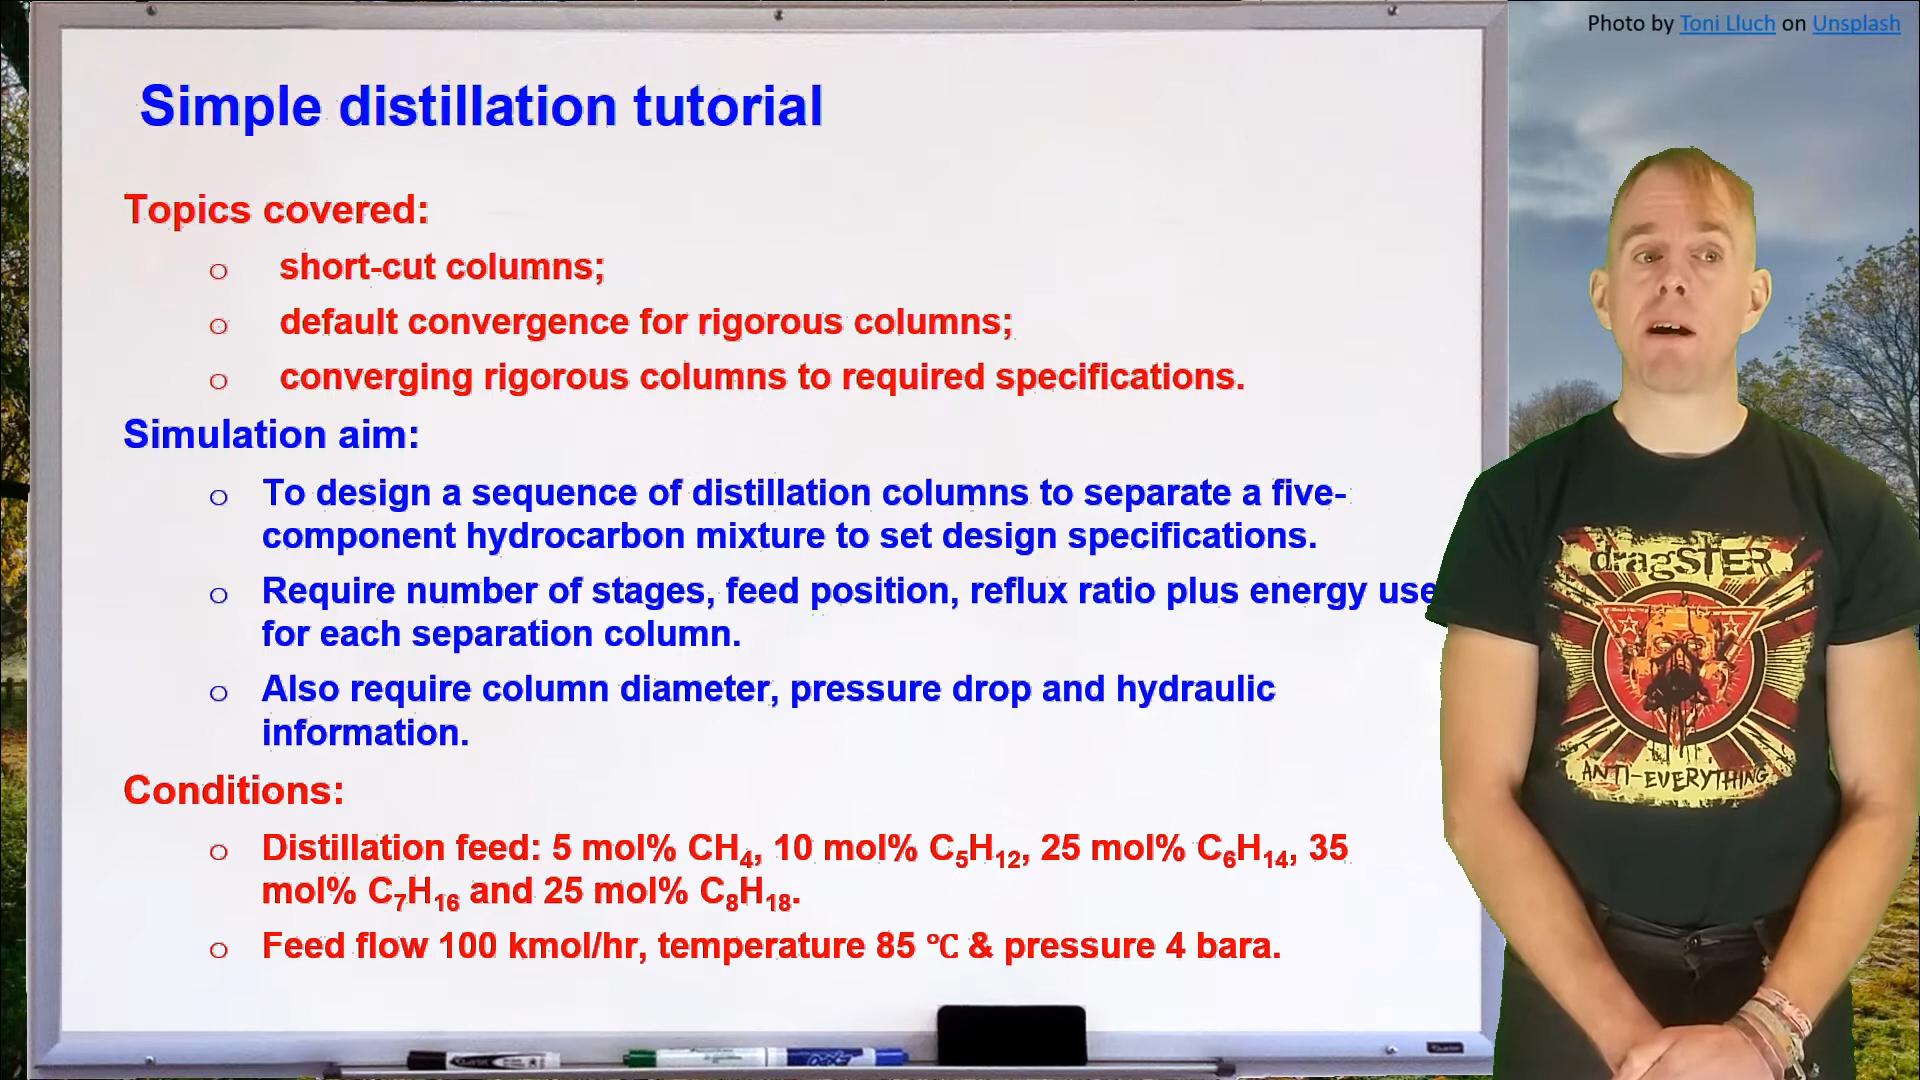 Photo by Toni Lluch on Unsplash
Simple distillation tutorial
Topics covered:
o short-cut columns;
o default convergence for rigorous columns;
o converging rigorous columns to required specifications.
Simulation aim:
o To design a sequence of distillation columns to separate a five-
component hydrocarbon mixture to set design specifications.
o Require number of stages, feed position, reflux ratio plus energy use
for each separation column.
o Also require column diameter, pressure drop and hydraulic
information.
Conditions:
o Distillation feed: 5 mol% CH₄, 10 mol% C₅H₁₂, 25 mol% C₆H₁₄, 35
mol% C₇H₁₆ and 25 mol% C₈H₁₈.
o Feed flow 100 kmol/hr, temperature 85 ℃ & pressure 4 bara.
dragSTER
ANTI-EVERYTHING